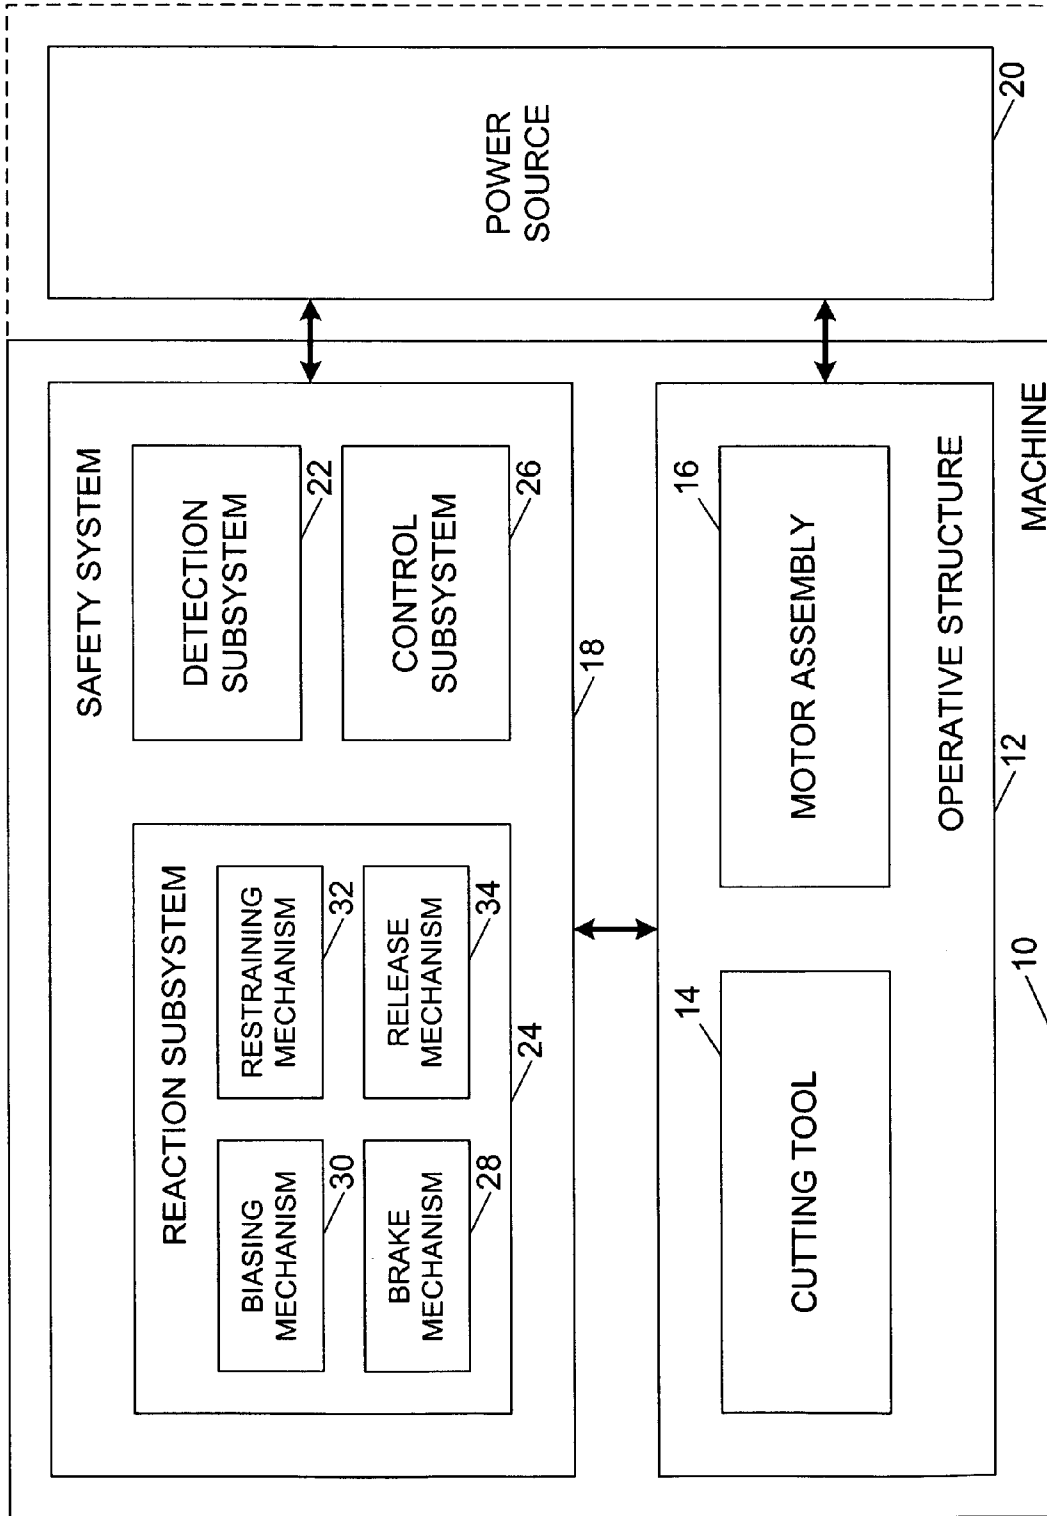 SAFETY SYSTEM
REACTION SUBSYSTEM
BIASING
MECHANISM
30
RESTRAINING
MECHANISM
32
BRAKE
MECHANISM
28
RELEASE
MECHANISM
34
24
DETECTION
SUBSYSTEM
22
CONTROL
SUBSYSTEM
26
18
POWER
SOURCE
20
14
CUTTING TOOL
16
MOTOR ASSEMBLY
OPERATIVE STRUCTURE
12
MACHINE
10